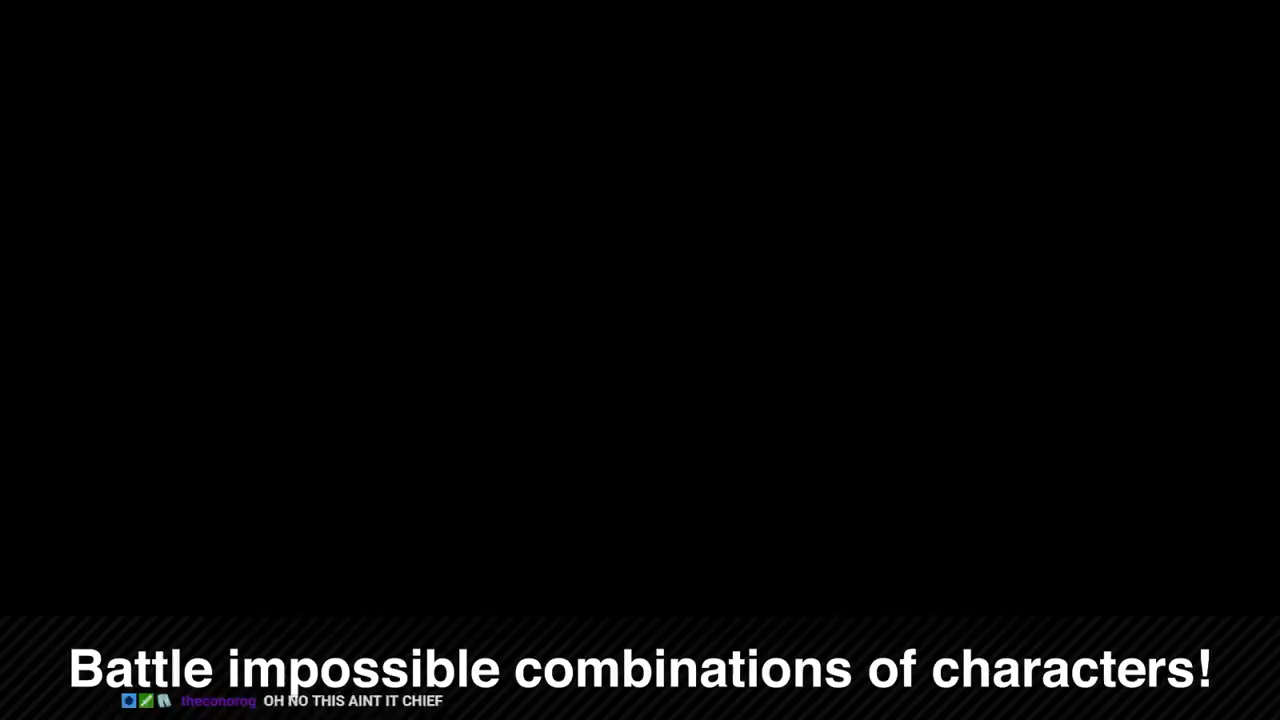 Battle impossible combinations of characters!
theconorog OH NO THIS AINT IT CHIEF